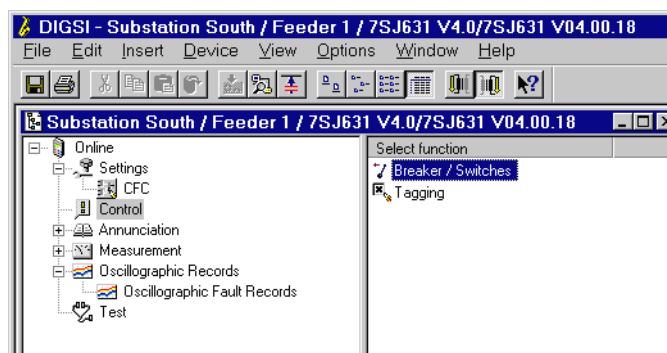 DIGSI - Substation South / Feeder 1 / 7SJ631 V4.0/7SJ631 V04.00.18
File Edit Insert Device View Options Window Help
Substation South / Feeder 1 / 7SJ631 V4.0/7SJ631 V04.00.18
Online
Settings
CFC
Control
Annunciation
Measurement
Oscillographic Records
Oscillographic Fault Records
Test
Select function
Breaker / Switches
Tagging